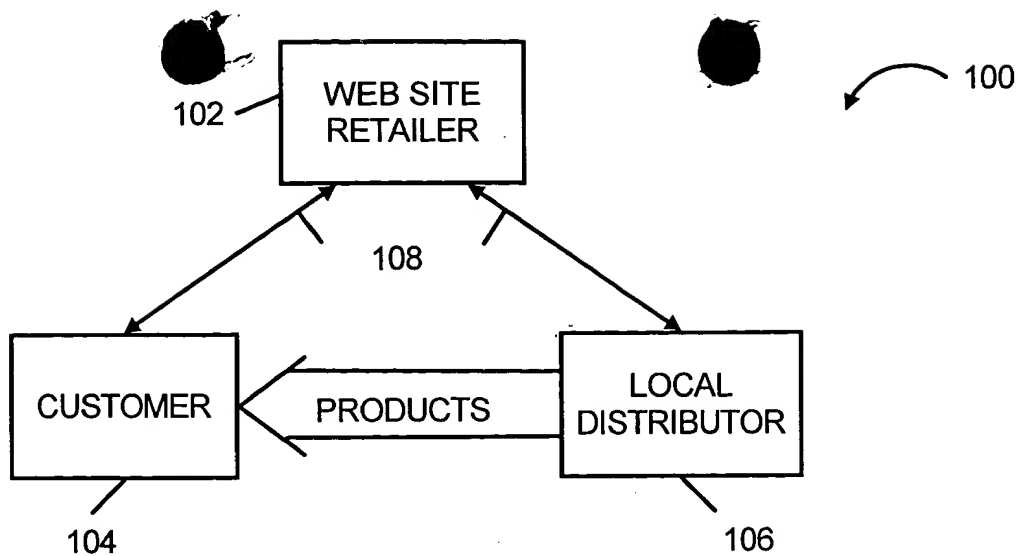 100
102
WEB SITE
RETAILER
108
CUSTOMER
PRODUCTS
LOCAL
DISTRIBUTOR
104
106